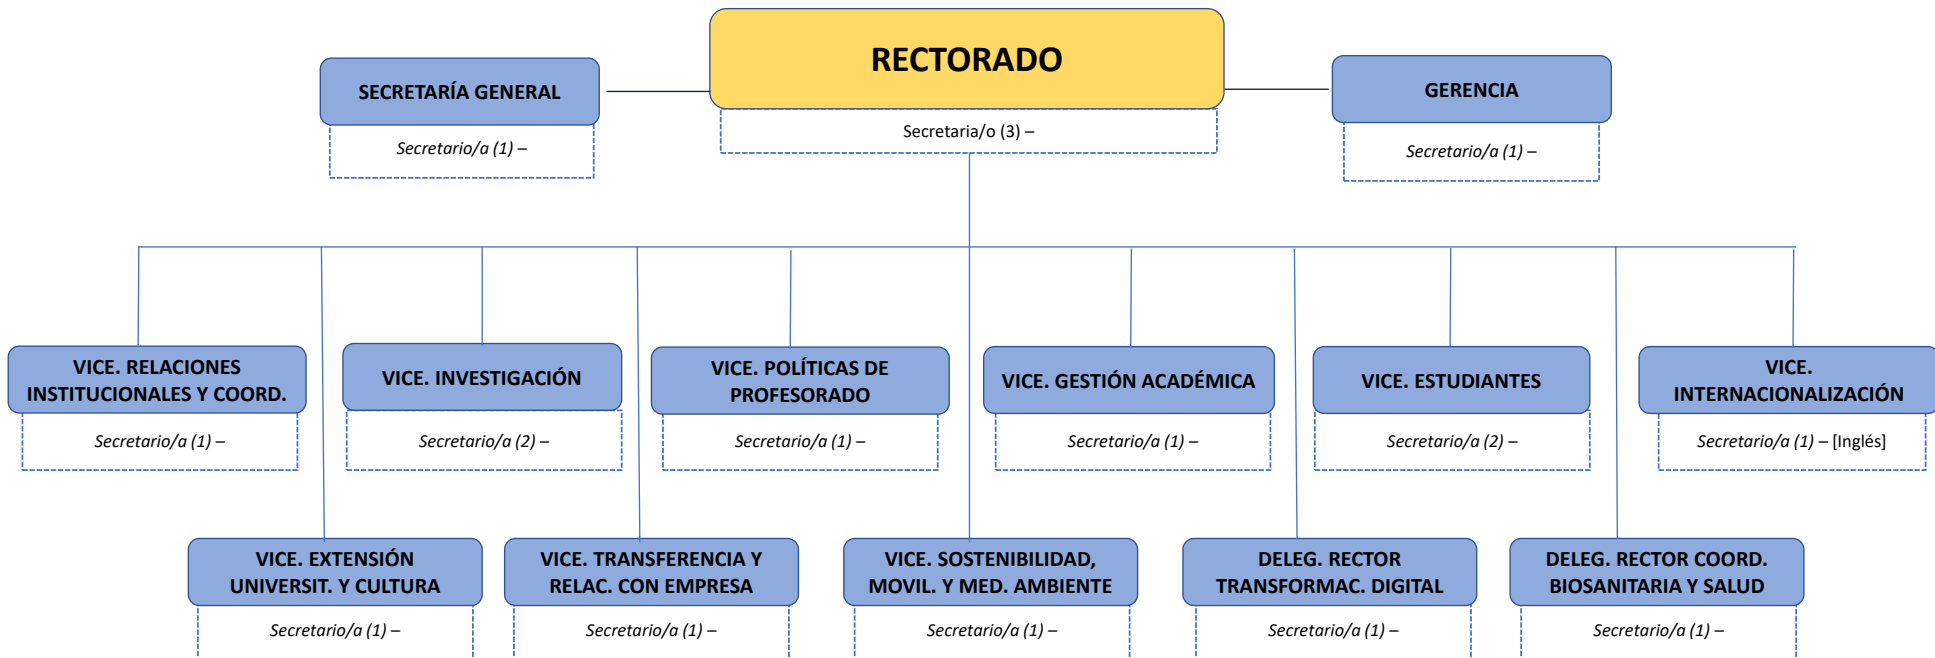 RECTORADO
SECRETARÍA GENERAL
GERENCIA
Secretaria/o (3) –
Secretario/a (1) –
Secretario/a (1) –
VICE. RELACIONES
INSTITUCIONALES Y COORD.
Secretario/a (1) –
VICE. INVESTIGACIÓN
Secretario/a (2) –
VICE. POLÍTICAS DE
PROFESORADO
Secretario/a (1) –
VICE. GESTIÓN ACADÉMICA
Secretario/a (1) –
VICE. ESTUDIANTES
Secretario/a (2) –
VICE.
INTERNACIONALIZACIÓN
Secretario/a (1) – [Inglés]
VICE. EXTENSIÓN
UNIVERSIT. Y CULTURA
Secretario/a (1) –
VICE. TRANSFERENCIA Y
RELAC. CON EMPRESA
Secretario/a (1) –
VICE. SOSTENIBILIDAD,
MOVIL. Y MED. AMBIENTE
Secretario/a (1) –
DELEG. RECTOR
TRANSFORMAC. DIGITAL
Secretario/a (1) –
DELEG. RECTOR COORD.
BIOSANITARIA Y SALUD
Secretario/a (1) –